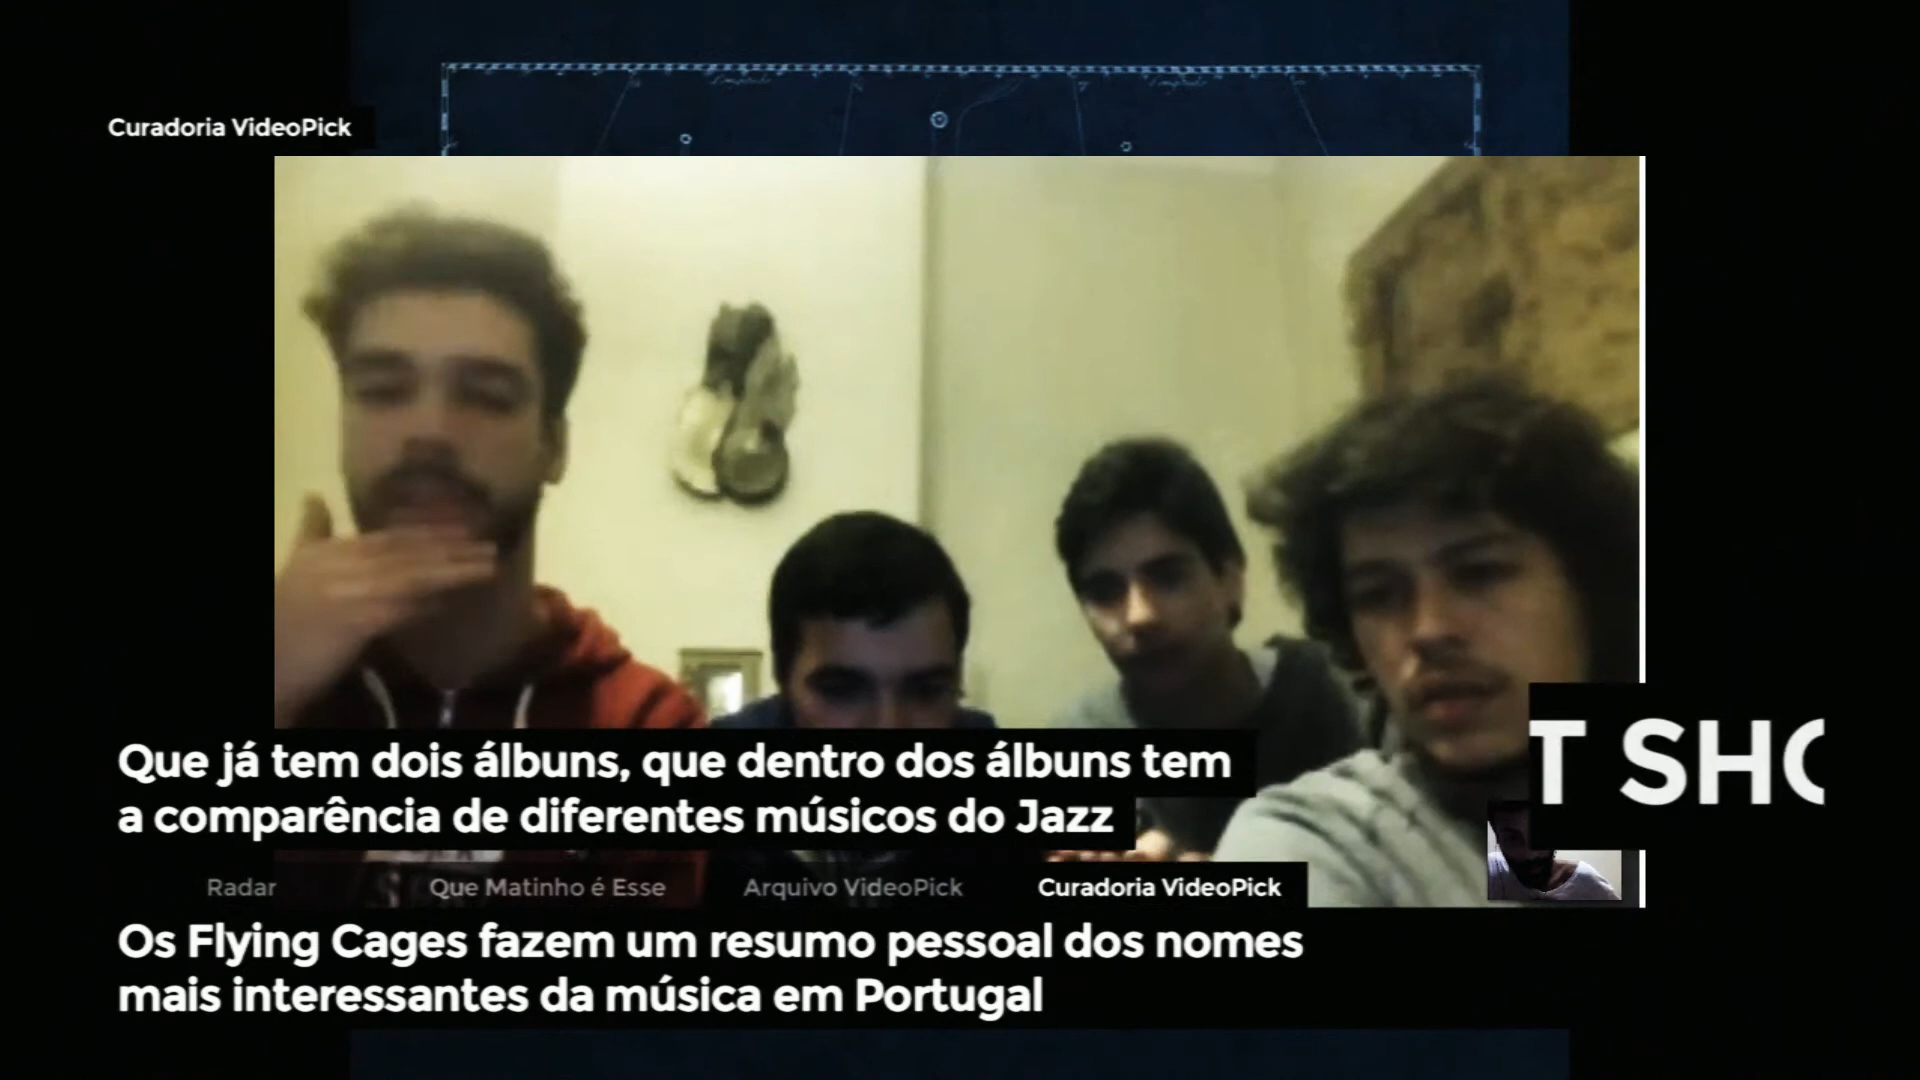 Curadoria VideoPick
T SHO
Que já tem dois álbuns, que dentro dos álbuns tem
a comparência de diferentes músicos do Jazz
Radar Que Matinho é Esse Arquivo VideoPick Curadoria VideoPick
Os Flying Cages fazem um resumo pessoal dos nomes
mais interessantes da música em Portugal